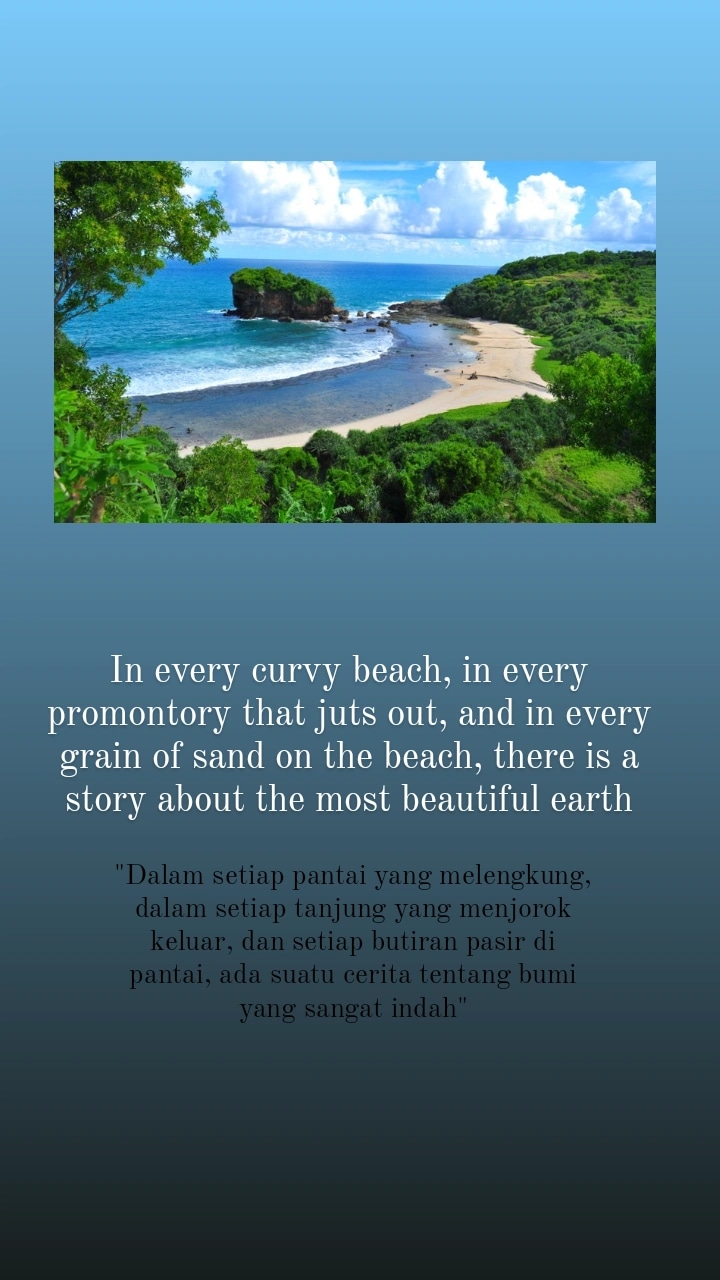 In every curvy beach, in every
promontory that juts out, and in every
grain of sand on the beach, there is a
story about the most beautiful earth
"Dalam setiap pantai yang melengkung,
dalam setiap tanjung yang menjorok
keluar, dan setiap butiran pasir di
pantai, ada suatu cerita tentang bumi
yang sangat indah"